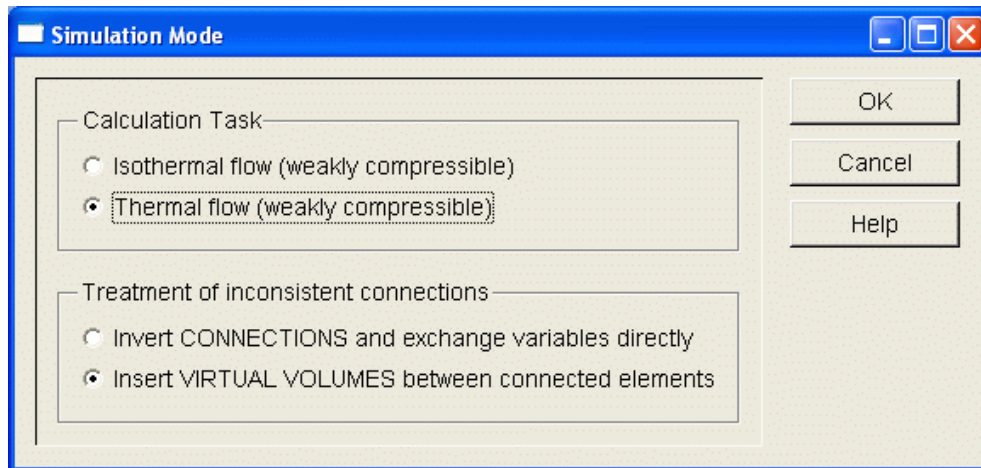 Simulation Mode
Calculation Task
Isothermal flow (weakly compressible)
Thermal flow (weakly compressible)
Treatment of inconsistent connections
Invert CONNECTIONS and exchange variables directly
Insert VIRTUAL VOLUMES between connected elements
OK
Cancel
Help